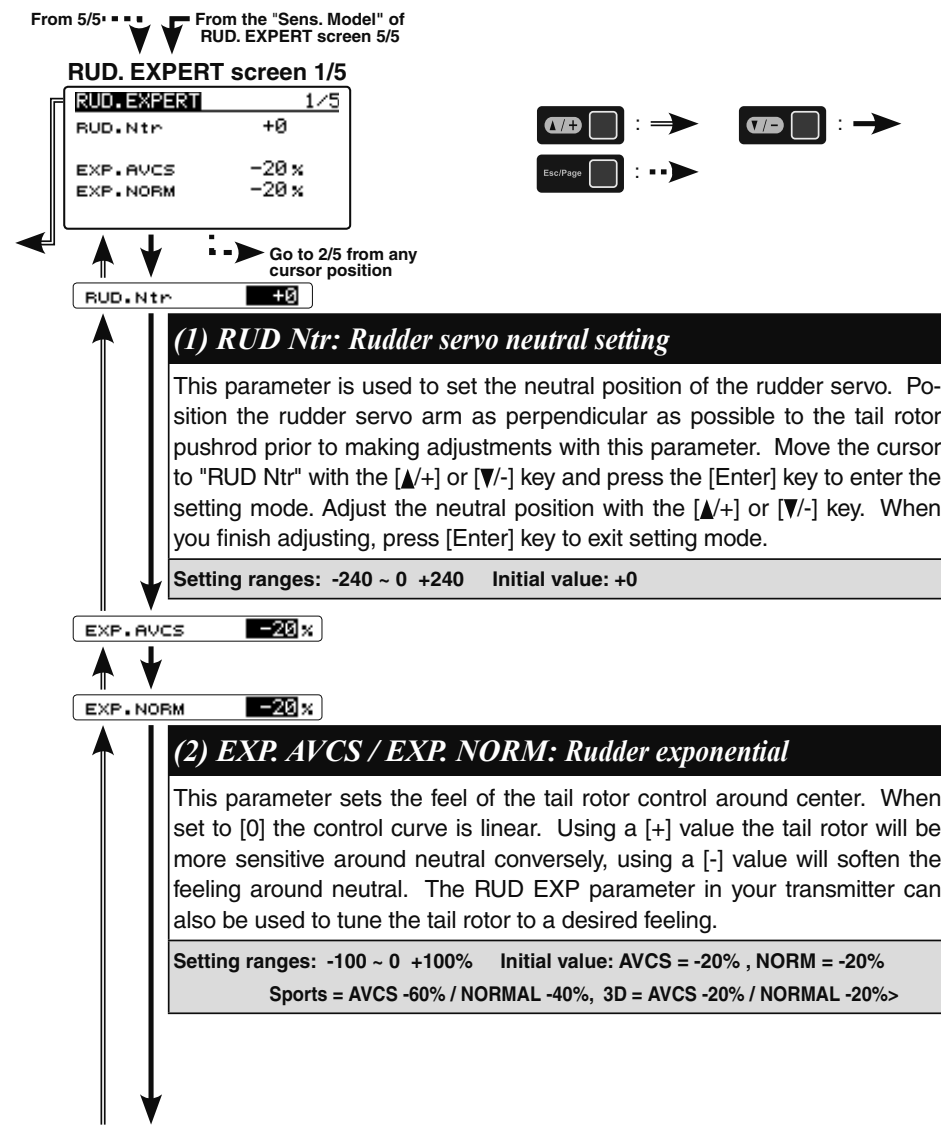 From 5/5
From the "Sens. Model" of
RUD. EXPERT screen 5/5
RUD. EXPERT screen 1/5
RUD.EXPERT 1/5
RUD.Ntr +0
EXP.AVCS -20%
EXP.NORM -20%
▲/+ :
▼/- :
Esc/Page :
Go to 2/5 from any
cursor position
RUD.Ntr +0
(1) RUD Ntr: Rudder servo neutral setting
This parameter is used to set the neutral position of the rudder servo. Po-
sition the rudder servo arm as perpendicular as possible to the tail rotor
pushrod prior to making adjustments with this parameter. Move the cursor
to "RUD Ntr" with the [▲/+] or [▼/-] key and press the [Enter] key to enter the
setting mode. Adjust the neutral position with the [▲/+] or [▼/-] key. When
you finish adjusting, press [Enter] key to exit setting mode.
Setting ranges: -240 ~ 0 +240 Initial value: +0
EXP.AVCS -20%
EXP.NORM -20%
(2) EXP. AVCS / EXP. NORM: Rudder exponential
This parameter sets the feel of the tail rotor control around center. When
set to [0] the control curve is linear. Using a [+] value the tail rotor will be
more sensitive around neutral conversely, using a [-] value will soften the
feeling around neutral. The RUD EXP parameter in your transmitter can
also be used to tune the tail rotor to a desired feeling.
Setting ranges: -100 ~ 0 +100% Initial value: AVCS = -20% , NORM = -20%
Sports = AVCS -60% / NORMAL -40%, 3D = AVCS -20% / NORMAL -20%>